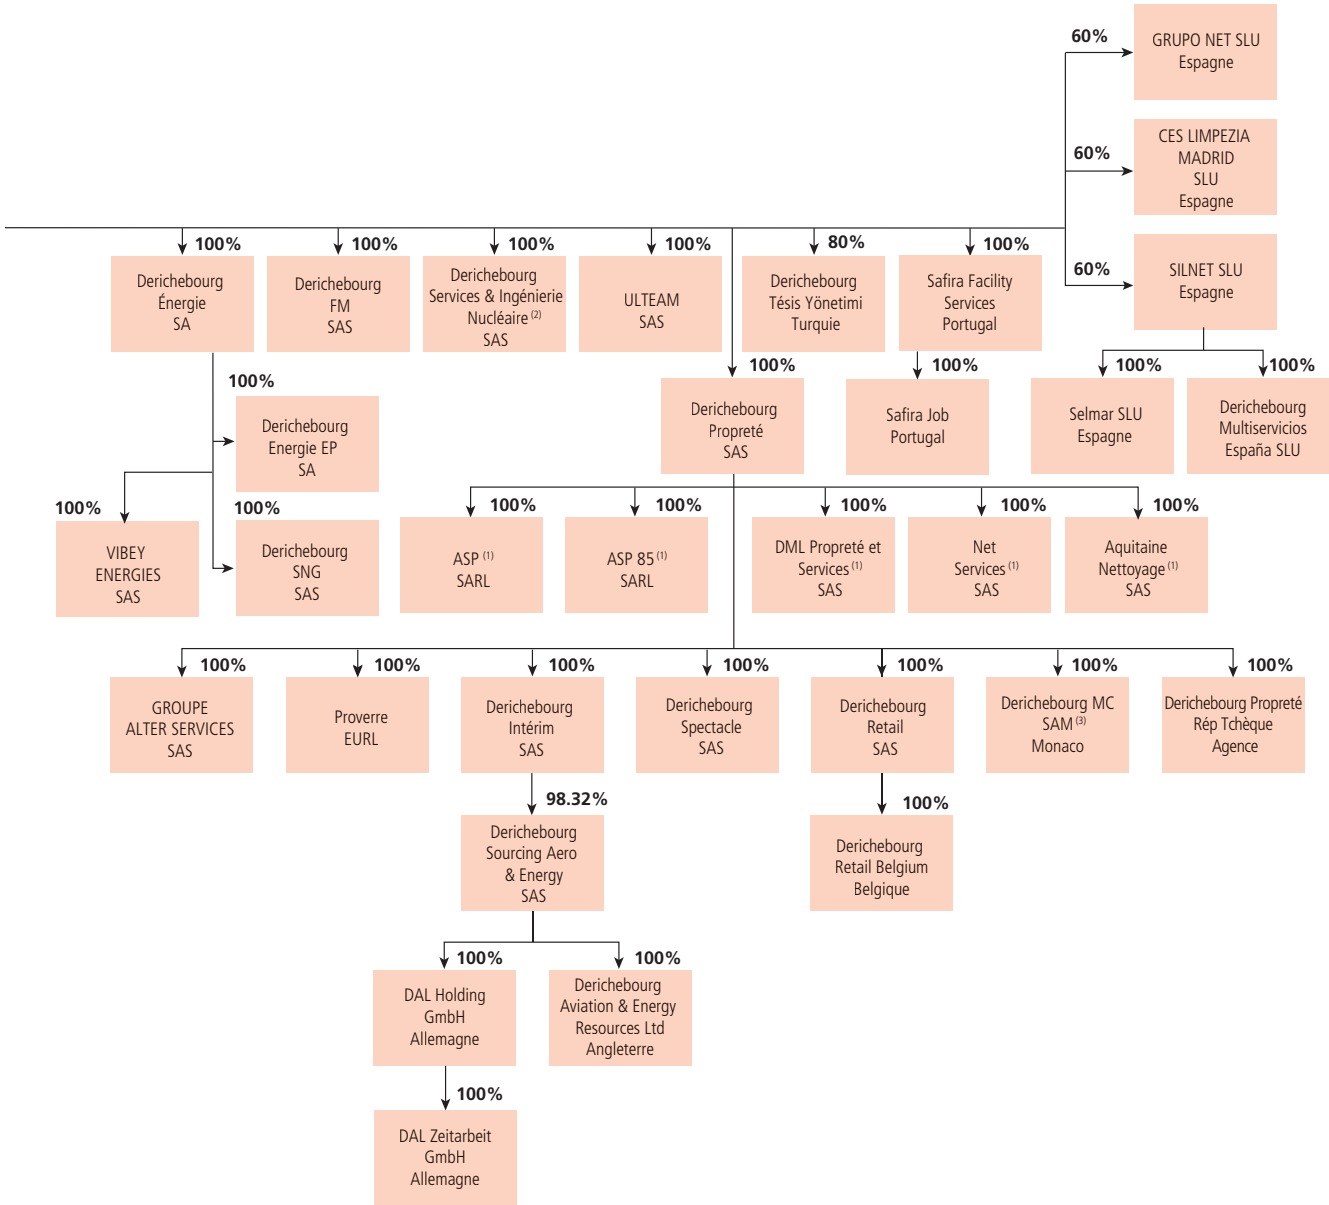 60%
GRUPO NET SLU
Espagne
60%
CES LIMPEZIA
MADRID
SLU
Espagne
60%
SILNET SLU
Espagne
100%
Derichebourg
Énergie
SA
100%
Derichebourg
FM
SAS
100%
Derichebourg
Services & Ingénierie
Nucléaire (2)
SAS
100%
ULTEAM
SAS
80%
Derichebourg
Tésis Yönetimi
Turquie
100%
Safira Facility
Services
Portugal
100%
Derichebourg
Energie EP
SA
100%
Derichebourg
Propreté
SAS
100%
Safira Job
Portugal
100%
Selmar SLU
Espagne
100%
Derichebourg
Multiservicios
España SLU
100%
VIBEY
ENERGIES
SAS
100%
Derichebourg
SNG
SAS
100%
ASP (1)
SARL
100%
ASP 85 (1)
SARL
100%
DML Propreté et
Services (1)
SAS
100%
Net
Services (1)
SAS
100%
Aquitaine
Nettoyage (1)
SAS
100%
GROUPE
ALTER SERVICES
SAS
100%
Proverre
EURL
100%
Derichebourg
Intérim
SAS
100%
Derichebourg
Spectacle
SAS
100%
Derichebourg
Retail
SAS
100%
Derichebourg MC
SAM (3)
Monaco
100%
Derichebourg Propreté
Rép Tchèque
Agence
98.32%
Derichebourg
Sourcing Aero
& Energy
SAS
100%
Derichebourg
Retail Belgium
Belgique
100%
DAL Holding
GmbH
Allemagne
100%
Derichebourg
Aviation & Energy
Resources Ltd
Angleterre
100%
DAL Zeitarbeit
GmbH
Allemagne